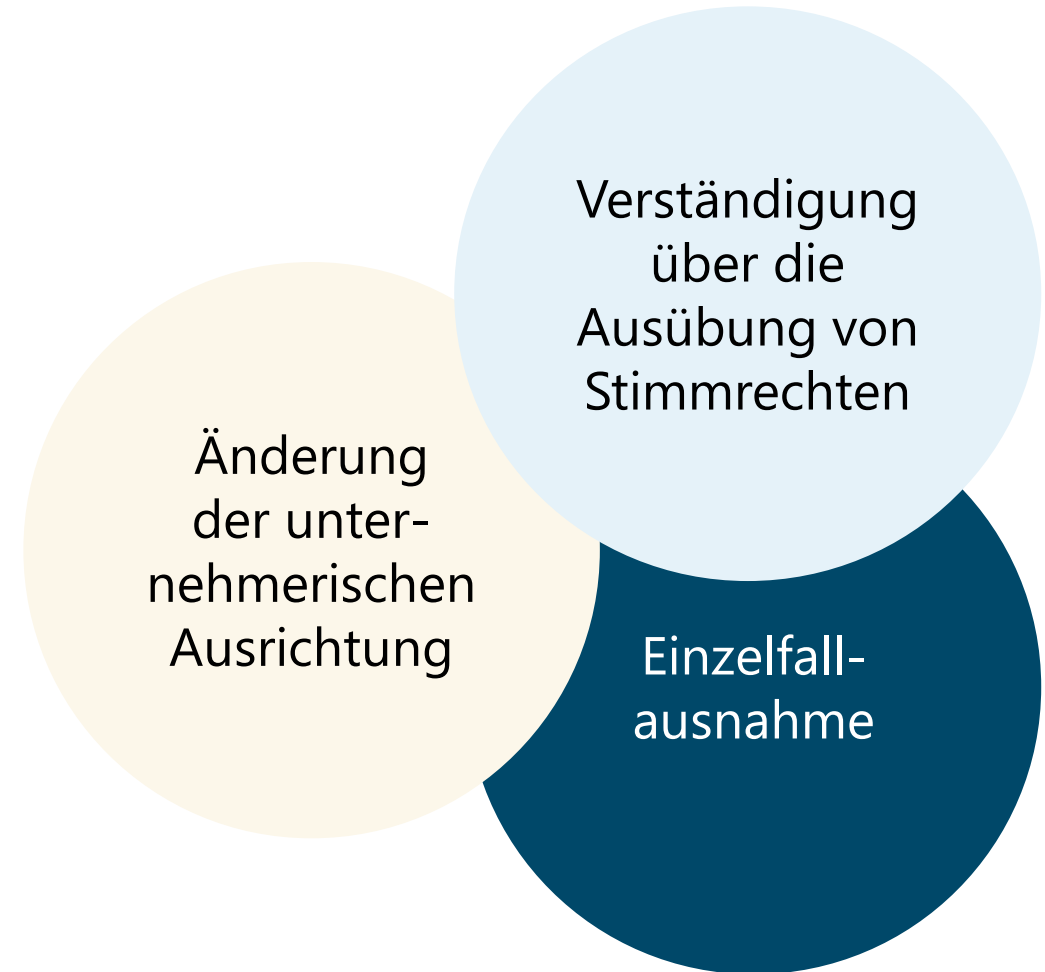 Verständigung
über die
Ausübung von
Stimmrechten
Änderung
der unter-
nehmerischen
Ausrichtung
Einzelfall-
ausnahme